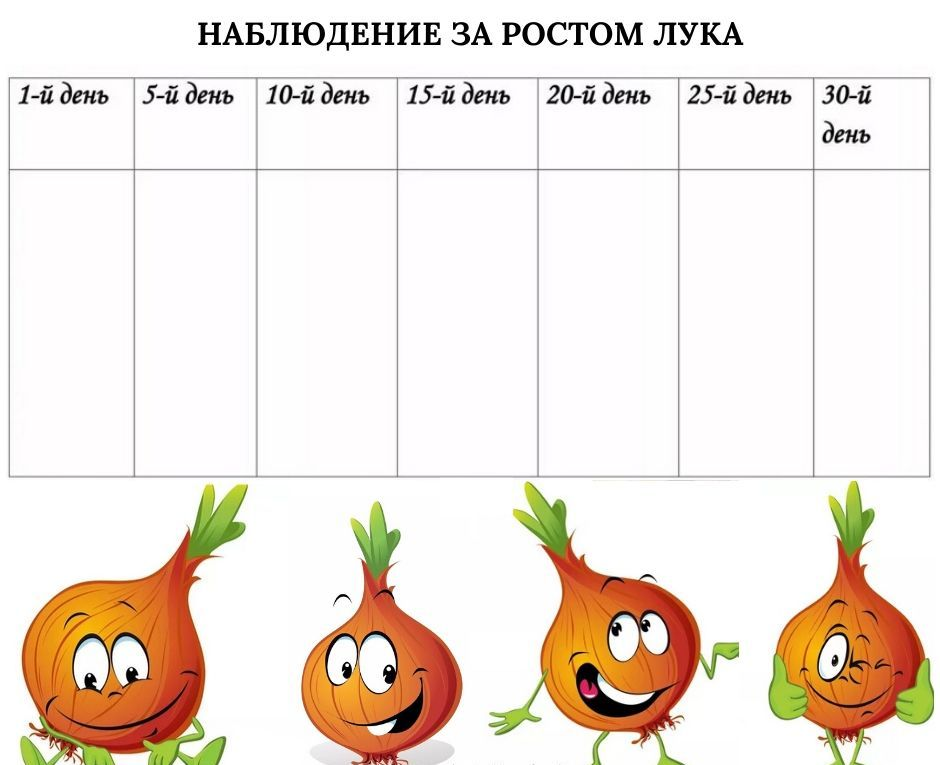 НАБЛЮДЕНИЕ ЗА РОСТОМ ЛУКА
1-й день 5-й день 10-й день 15-й день 20-й день 25-й день 30-й
день